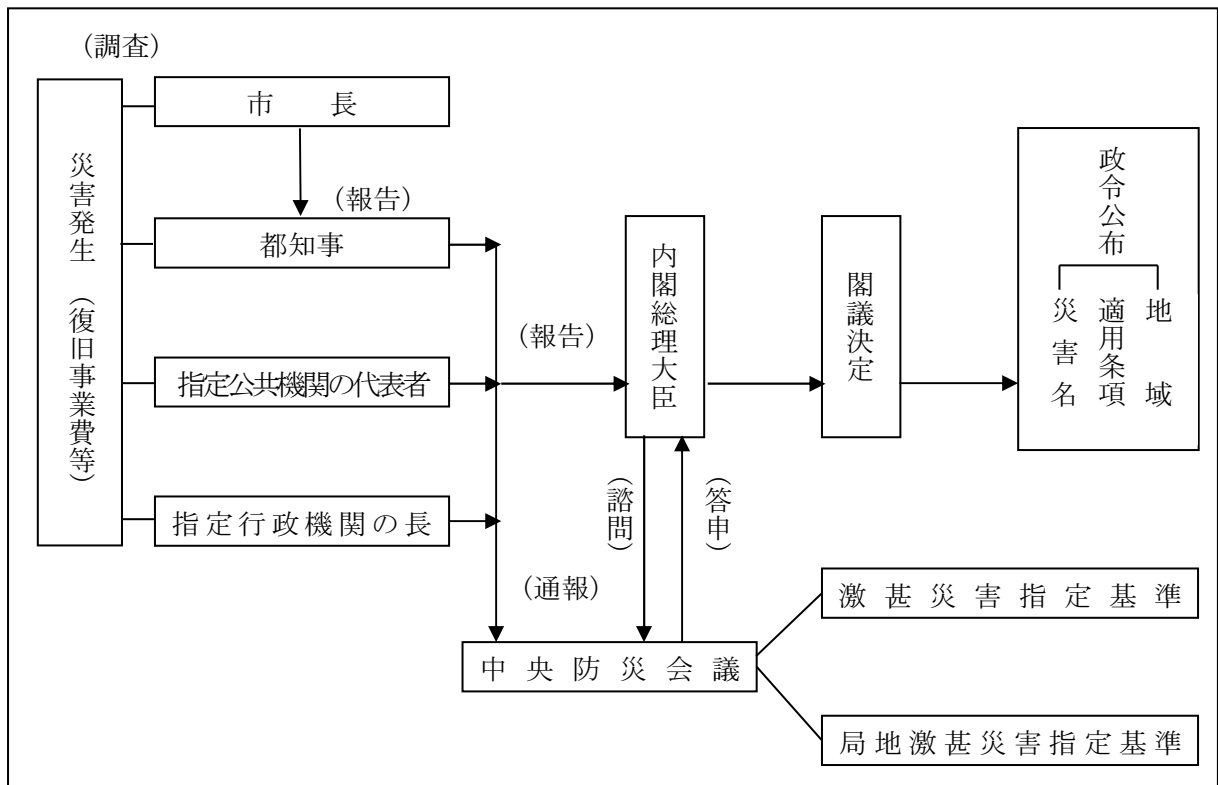 (調査)
市長
災害発生(復旧事業費等)
(報告)
都知事
指定公共機関の代表者
指定行政機関の長
(報告)
(通報)
内閣総理大臣
(諮問)
(答申)
閣議決定
政令公布
地域
適用条項
災害名
中央防災会議
激甚災害指定基準
局地激甚災害指定基準